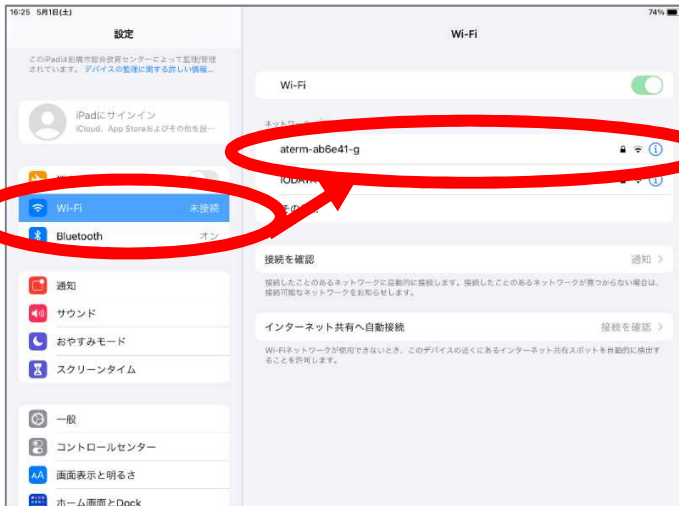 16:25 5月1日(土)
74%
設定
Wi-Fi
このiPadは船橋市総合教育センターによって監理/管理
されています。デバイスの監理に関する詳しい情報…
iPadにサインイン
iCloud、App Storeおよびその他を設…
Wi-Fi 未接続
Bluetooth オン
通知
サウンド
おやすみモード
スクリーンタイム
一般
コントロールセンター
AA 画面表示と明るさ
ホーム画面とDock
Wi-Fi
ネットワーク
aterm-ab6e41-g
接続を確認 通知
接続したことのあるネットワークに自動的に接続します。接続したことのあるネットワークが見つからない場合は、
接続可能なネットワークをお知らせします。
インターネット共有へ自動接続 接続を確認
Wi-Fiネットワークが使用できないとき、このデバイスの近くにあるインターネット共有スポットを自動的に検出す
ることを許可します。